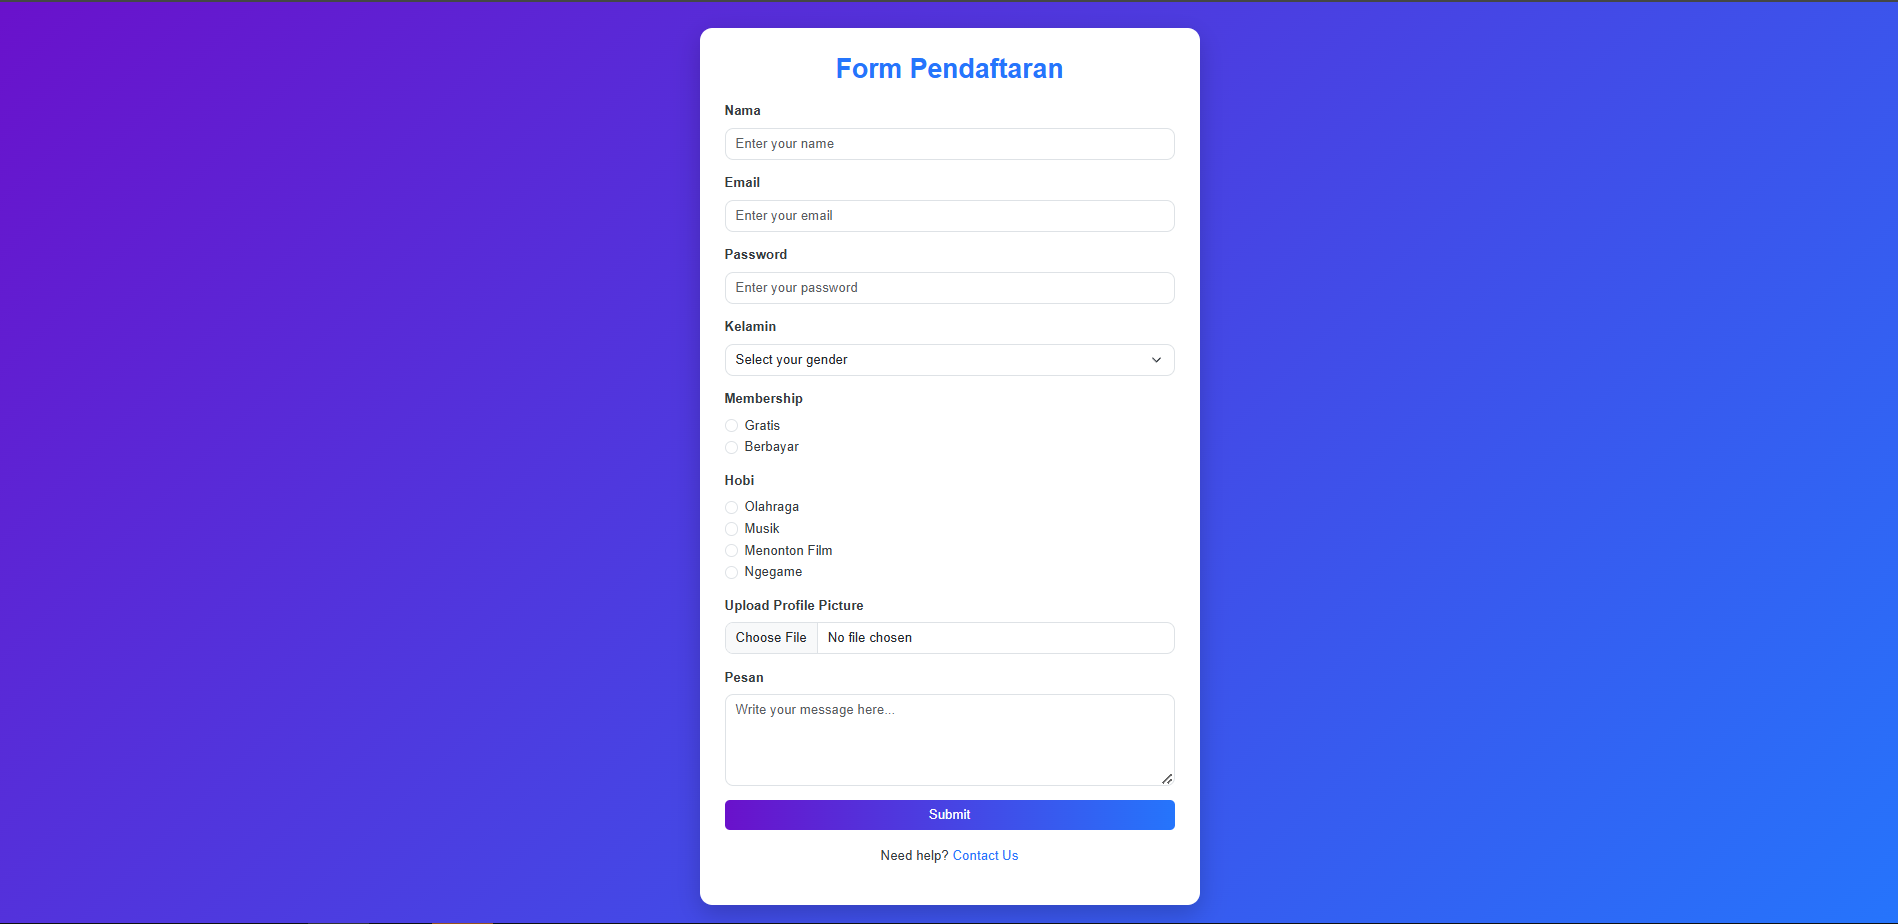 Form Pendaftaran
Nama
Enter your name
Email
Enter your email
Password
Enter your password
Kelamin
Select your gender
Membership
Gratis
Berbayar
Hobi
Olahraga
Musik
Menonton Film
Ngegame
Upload Profile Picture
Choose File No file chosen
Pesan
Write your message here...
Submit
Need help? Contact Us